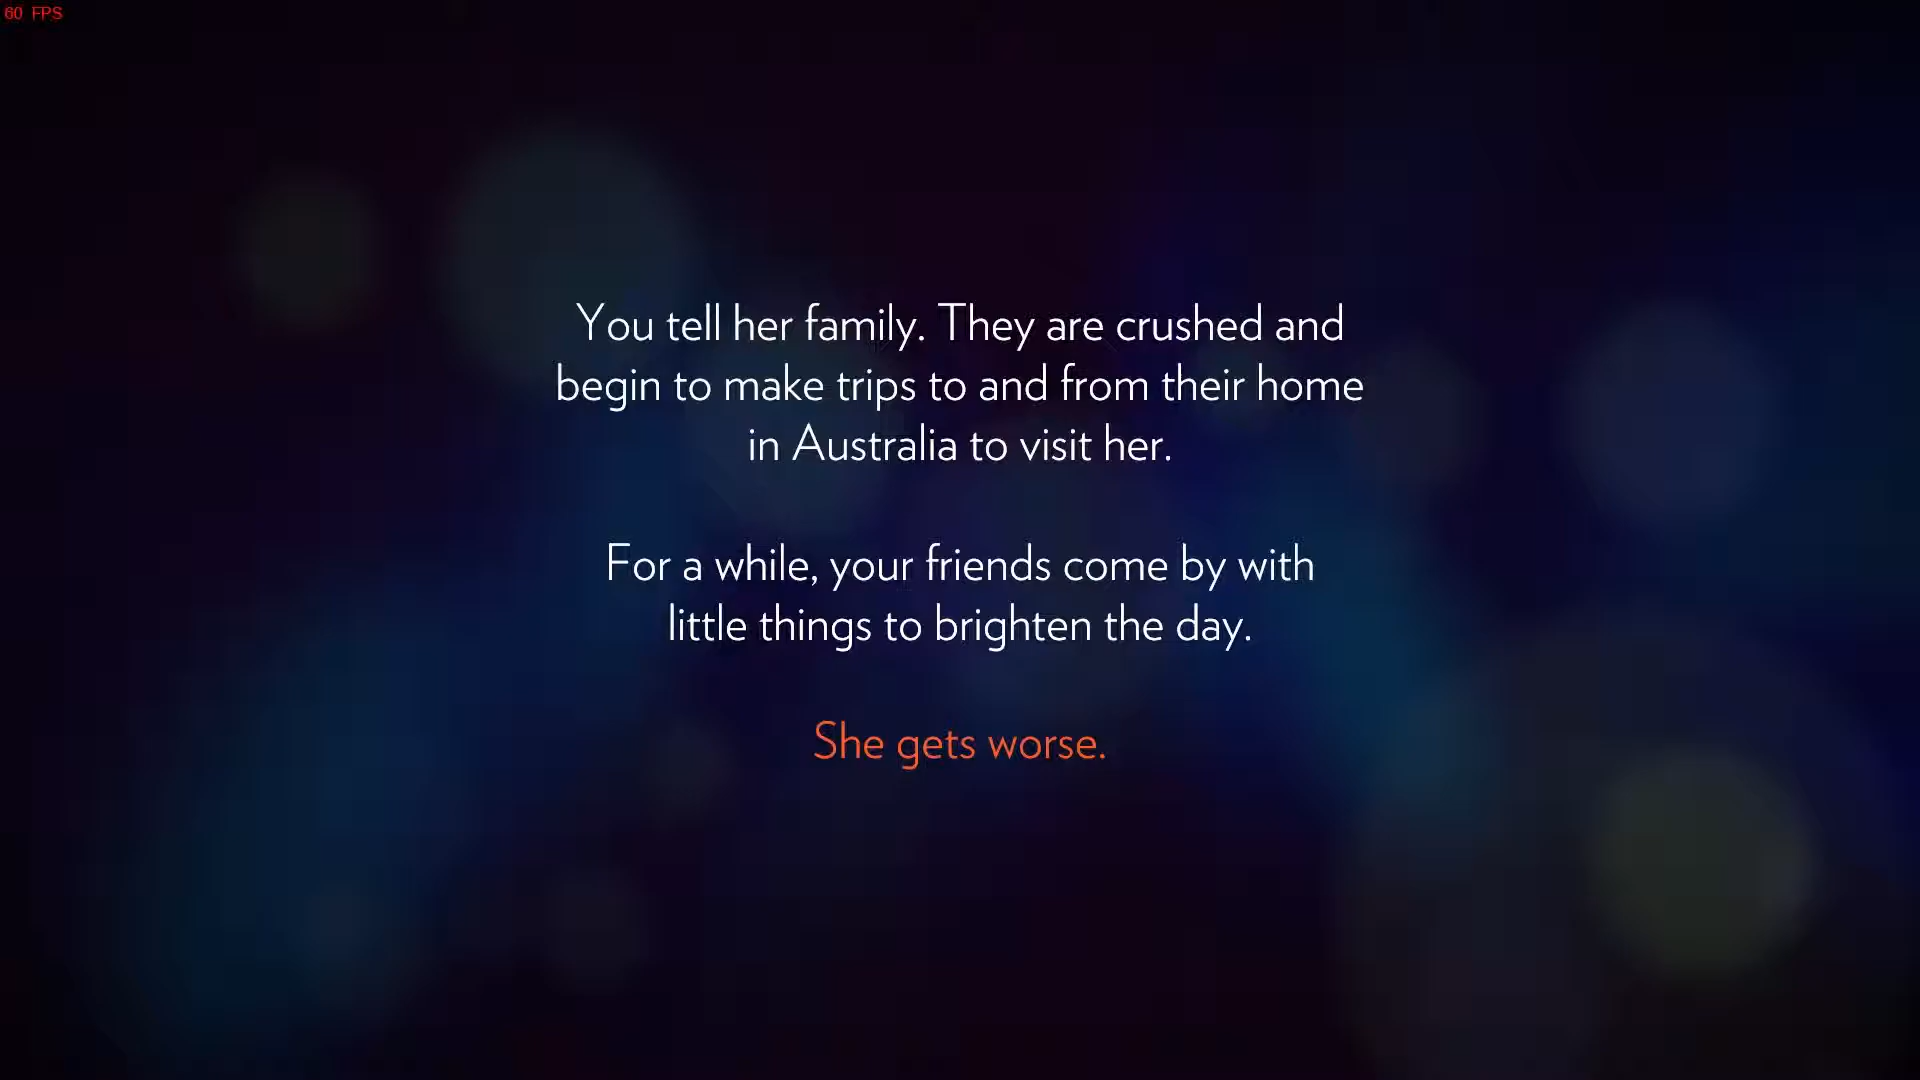 60 FPS
You tell her family. They are crushed and
begin to make trips to and from their home
in Australia to visit her.
For a while, your friends come by with
little things to brighten the day.
She gets worse.